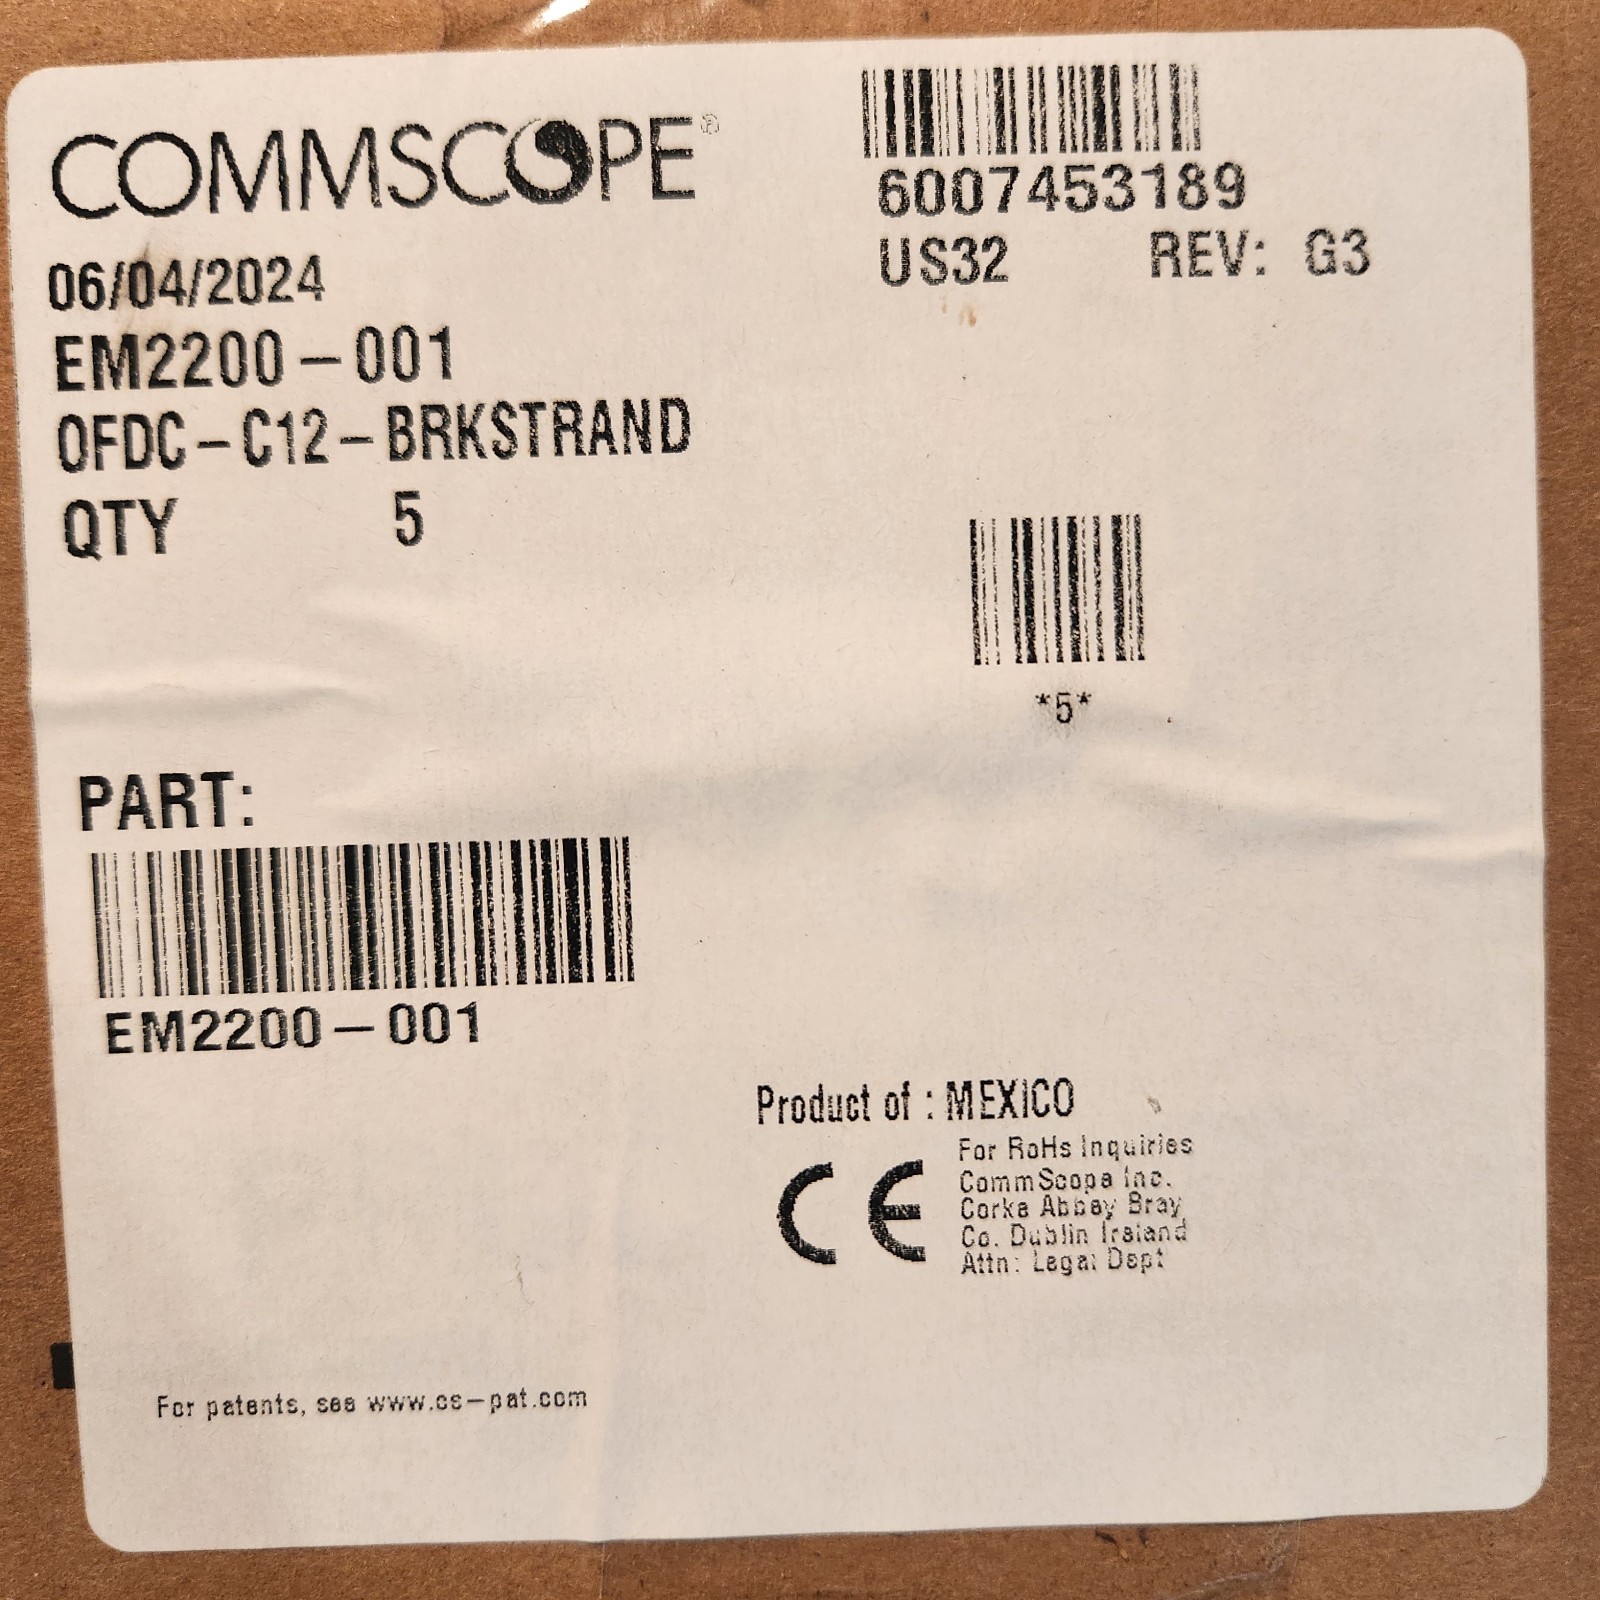 COMMSCOPE®
6007453189
US32 REV: G3
06/04/2024
EM2200-001
OFDC-C12-BRKSTRAND
QTY 5
*5*
PART:
EM2200-001
Product of : MEXICO
CE
For RoHs Inquiries
CommScope Inc.
Corke Abbey Bray
Co. Dublin Ireland
Attn: Legal Dept
For patents, see www.cs-pat.com